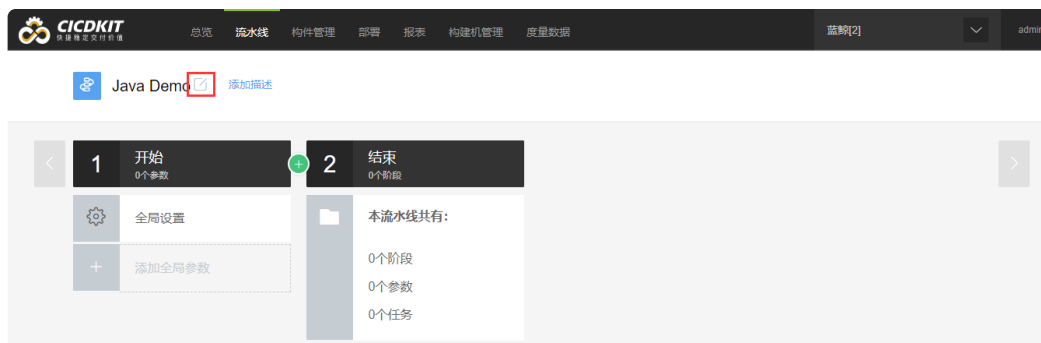 CICDKIT
快捷稳定交付价值
总览 流水线 构件管理 部署 报表 构建机管理 度量数据 蓝鲸[2] admin
Java Demo 添加描述
1 开始 2 结束
0个参数 0个阶段
全局设置 本流水线共有:
添加全局参数 0个阶段
0个参数
0个任务